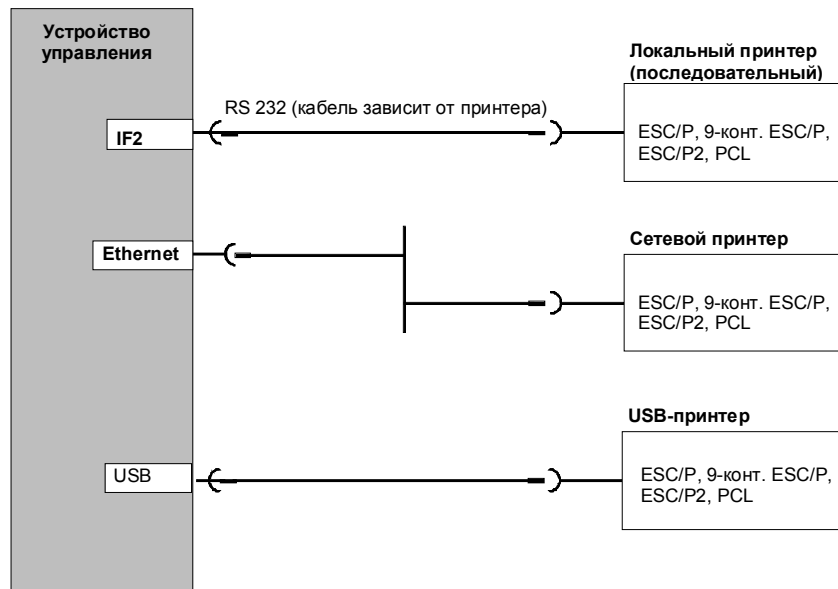 Устройство
управления
Локальный принтер
(последовательный)
RS 232 (кабель зависит от принтера)
IF2
ESC/P, 9-конт. ESC/P,
ESC/P2, PCL
Ethernet
Сетевой принтер
ESC/P, 9-конт. ESC/P,
ESC/P2, PCL
USB-принтер
USB
ESC/P, 9-конт. ESC/P,
ESC/P2, PCL